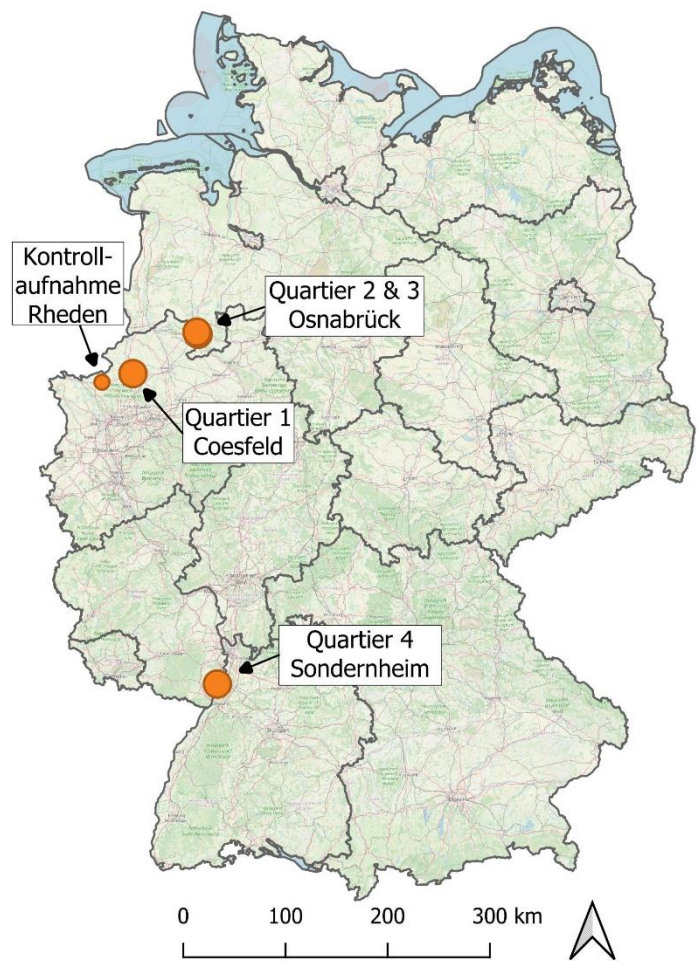 Kontroll-
aufnahme
Rheden
Quartier 2 & 3
Osnabrück
Quartier 1
Coesfeld
Quartier 4
Sondernheim
0 100 200 300 km